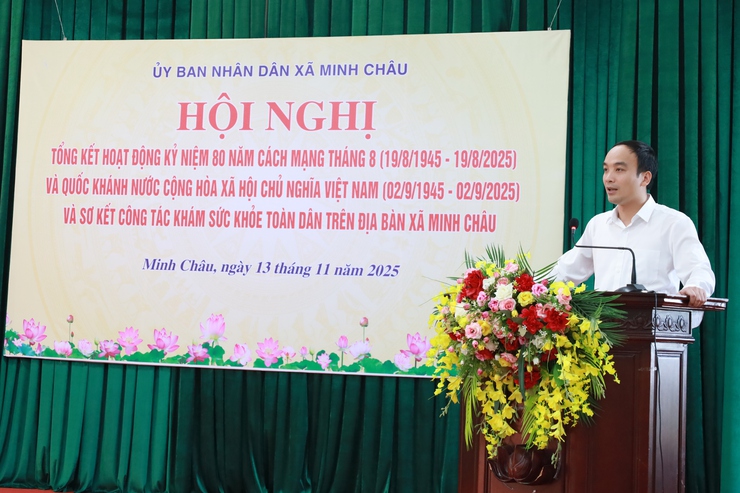 ỦY BAN NHÂN DÂN XÃ MINH CHÂU
HỘI NGHỊ
TỔNG KẾT HOẠT ĐỘNG KỶ NIỆM 80 NĂM CÁCH MẠNG THÁNG 8 (19/8/1945 - 19/8/2025)
VÀ QUỐC KHÁNH NƯỚC CỘNG HÒA XÃ HỘI CHỦ NGHĨA VIỆT NAM (02/9/1945 - 02/9/2025)
VÀ SƠ KẾT CÔNG TÁC KHÁM SỨC KHỎE TOÀN DÂN TRÊN ĐỊA BÀN XÃ MINH CHÂU
Minh Châu, ngày 13 tháng 11 năm 2025